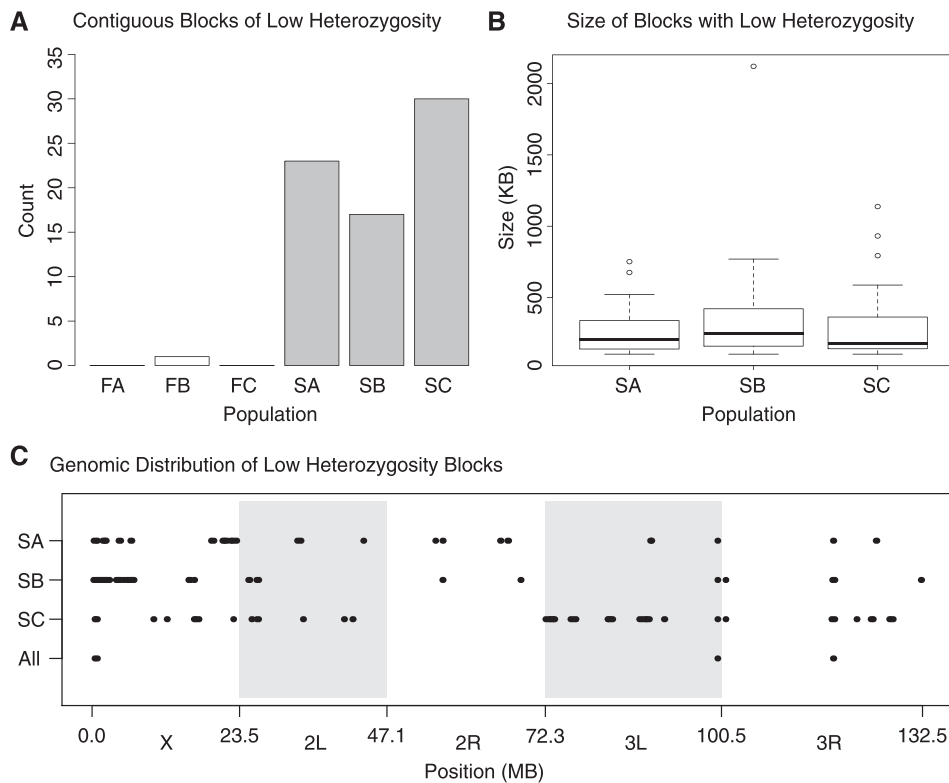 A Contiguous Blocks of Low Heterozygosity
35
30
25
20
15
10
5
0
Count
FA FB FC SA SB SC
Population
B Size of Blocks with Low Heterozygosity
2000
1500
1000
500
0
Size (KB)
SA SB SC
Population
C Genomic Distribution of Low Heterozygosity Blocks
SA
SB
SC
All
0.0 X 23.5 2L 47.1 2R 72.3 3L 100.5 3R 132.5
Position (MB)